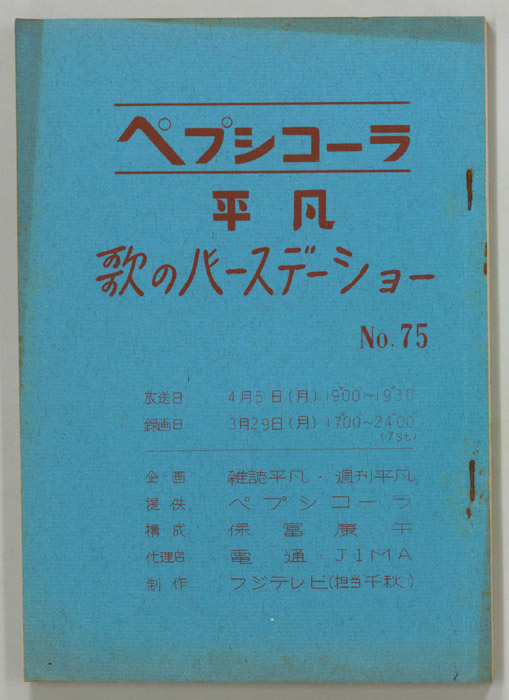 ペプシコーラ
平凡
歌のバースデーショー
No.75
放送日 4月5日(月)19°00~19°30
録画日 3月29日(月)17°00~24°00
(7st)
企画 雑誌平凡・週刊平凡
提供 ペプシコーラ
構成 保富康午
代理店 電通・JIMA
制作 フジテレビ(担当千秋)